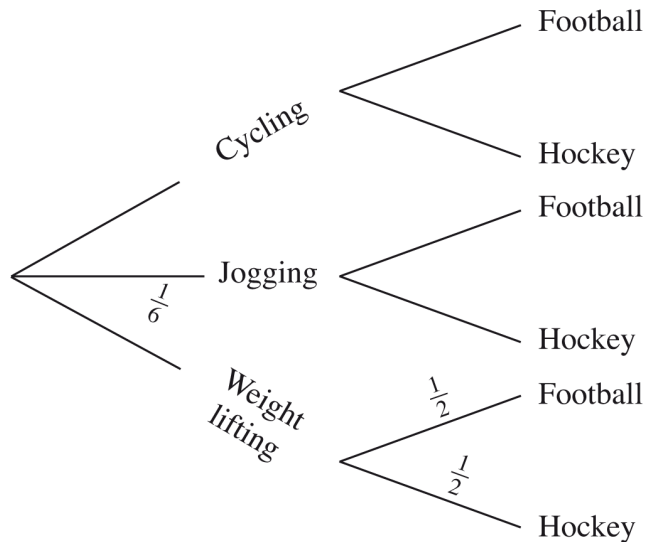 Football
Cycling
Hockey
Football
Jogging
1/6
Hockey
Weight
lifting
1/2
Football
1/2
Hockey